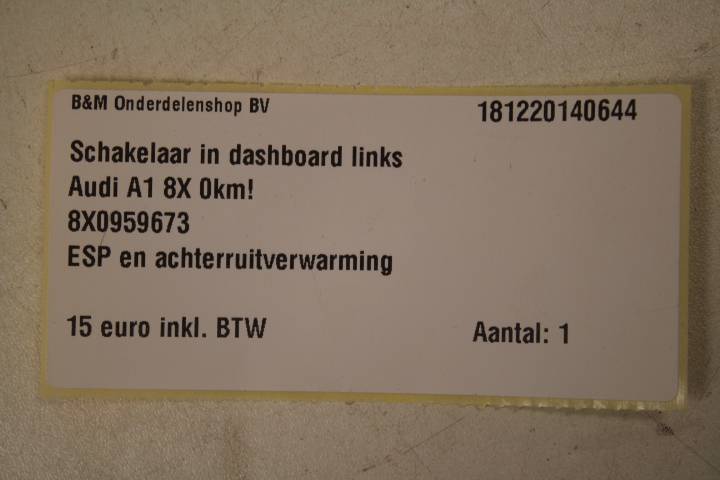 B&M Onderdelenshop BV 181220140644
Schakelaar in dashboard links
Audi A1 8X 0km!
8X0959673
ESP en achterruitverwarming
15 euro inkl. BTW Aantal: 1